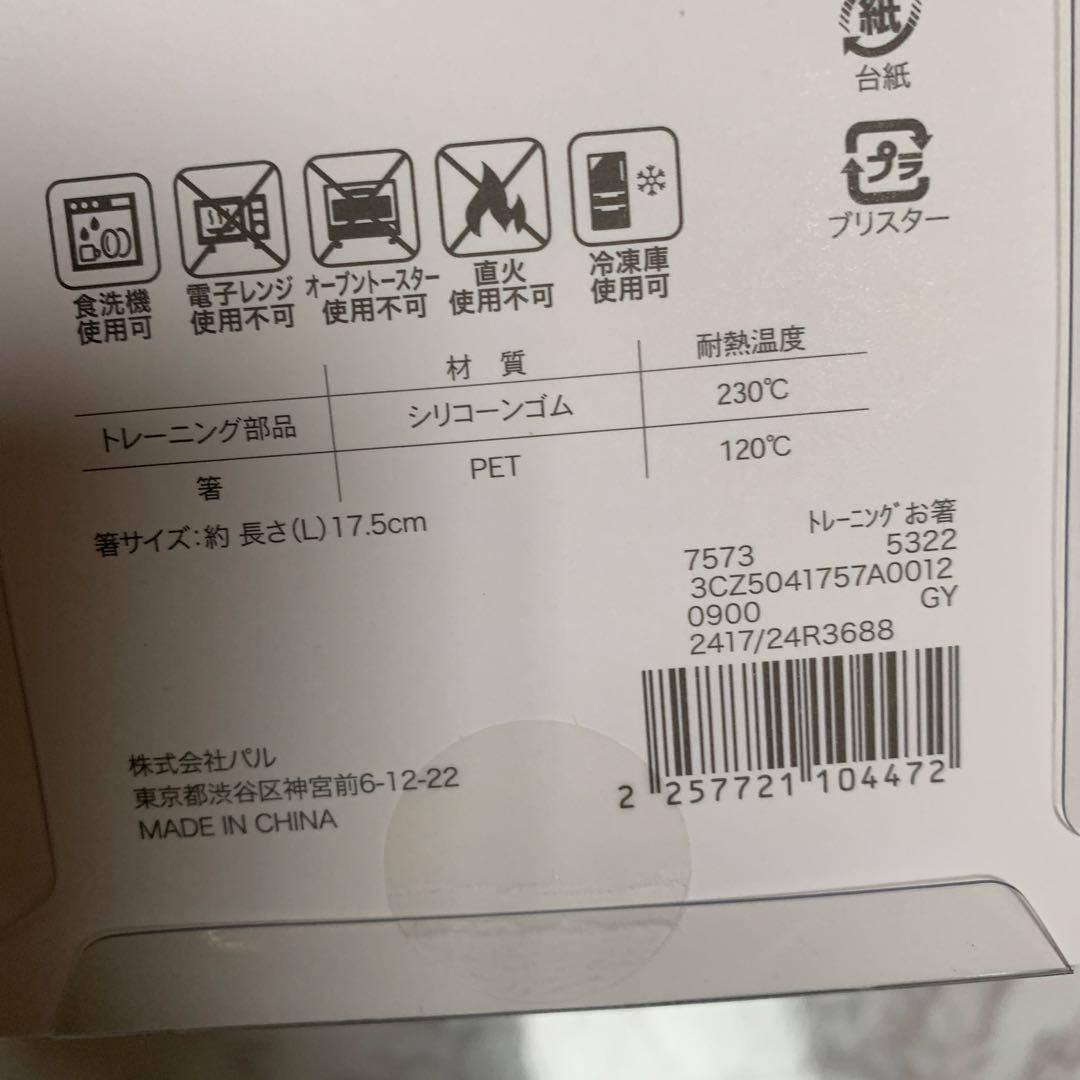 紙
台紙
プラ
ブリスター
食洗機
使用可
電子レンジ
使用不可
オーブントースター
使用不可
直火
使用不可
冷凍庫
使用可
材 質
耐熱温度
トレーニング部品
シリコーンゴム
230℃
箸
PET
120℃
箸サイズ:約 長さ(L)17.5cm
トレーニングお箸
7573 5322
3CZ5041757A0012
0900 GY
2417/24R3688
2 257721 104472
株式会社パル
東京都渋谷区神宮前6-12-22
MADE IN CHINA